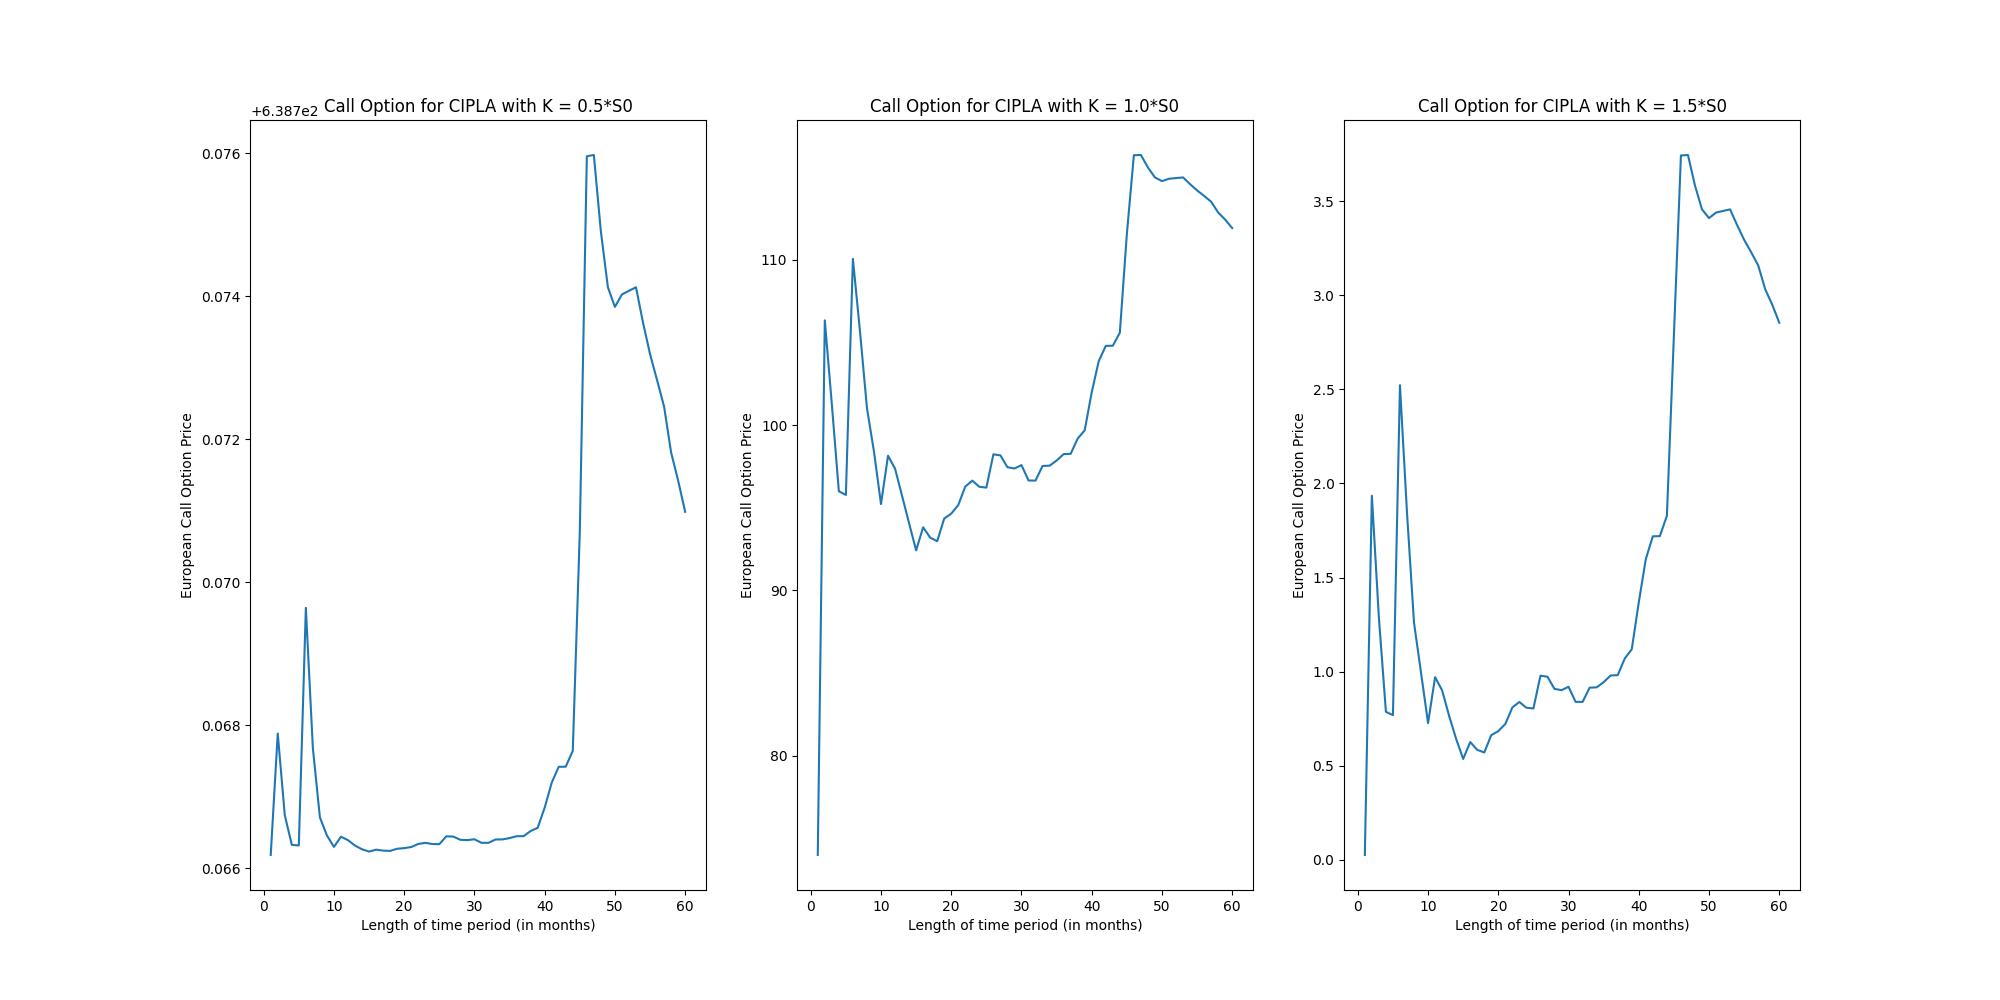 +6.387e2
Call Option for CIPLA with K = 0.5*S0
0.076
0.074
0.072
0.070
0.068
0.066
European Call Option Price
0 10 20 30 40 50 60
Length of time period (in months)
Call Option for CIPLA with K = 1.0*S0
110
100
90
80
European Call Option Price
0 10 20 30 40 50 60
Length of time period (in months)
Call Option for CIPLA with K = 1.5*S0
3.5
3.0
2.5
2.0
1.5
1.0
0.5
0.0
European Call Option Price
0 10 20 30 40 50 60
Length of time period (in months)